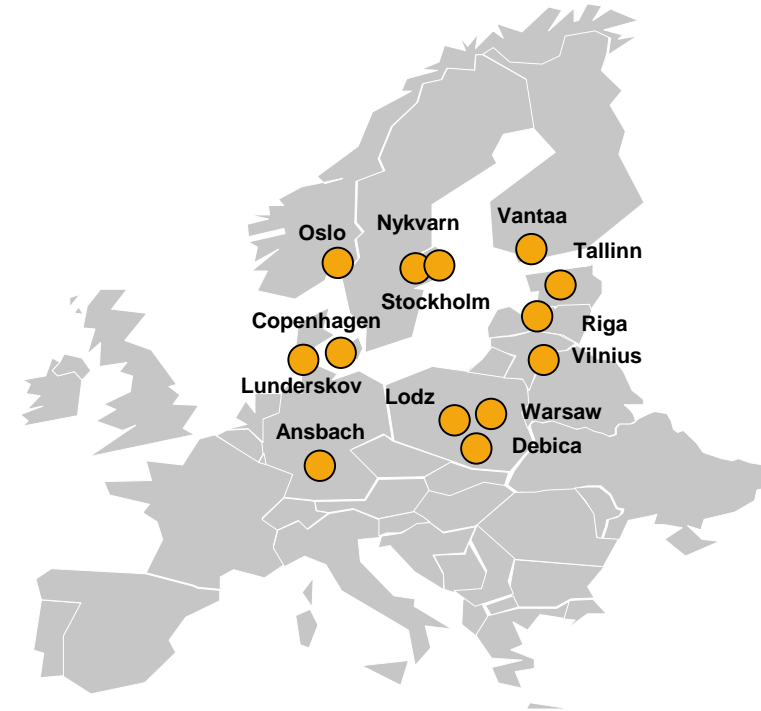 Vantaa
Nykvarn
Oslo
Tallinn
Stockholm
Copenhagen
Riga
Vilnius
Lunderskov
Lodz
Warsaw
Ansbach
Debica